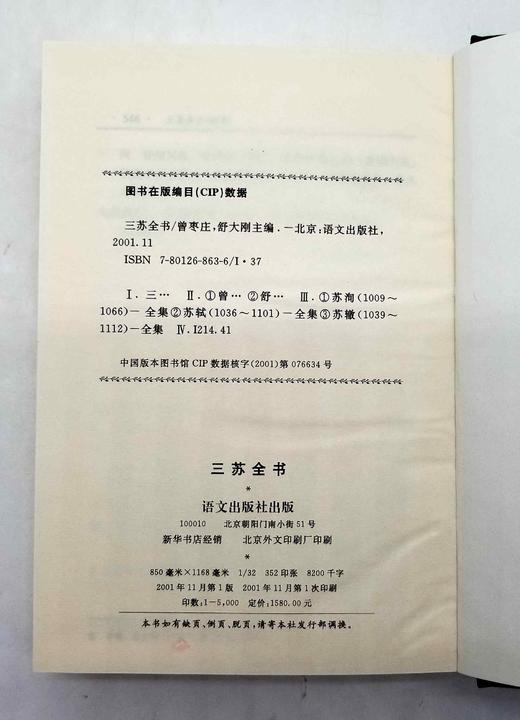 图书在版编目(CIP)数据
三苏全书/曾枣庄,舒大刚主编.—北京:语文出版社,
2001.11
ISBN 7-80126-863-6/I·37
Ⅰ.三… Ⅱ.①曾… ②舒… Ⅲ.①苏洵(1009～
1066)—全集②苏轼(1036～1101)—全集③苏辙(1039～
1112)—全集 Ⅳ.I214.41
中国版本图书馆CIP数据核字(2001)第076634号
三苏全书
*
语文出版社出版
100010 北京朝阳门南小街51号
新华书店经销 北京外文印刷厂印刷
*
850毫米×1168毫米 1/32 352印张 8200千字
2001年11月第1版 2001年11月第1次印刷
印数:1—5,000 定价:1580.00元
本书如有缺页、倒页、脱页,请寄本社发行部调换。